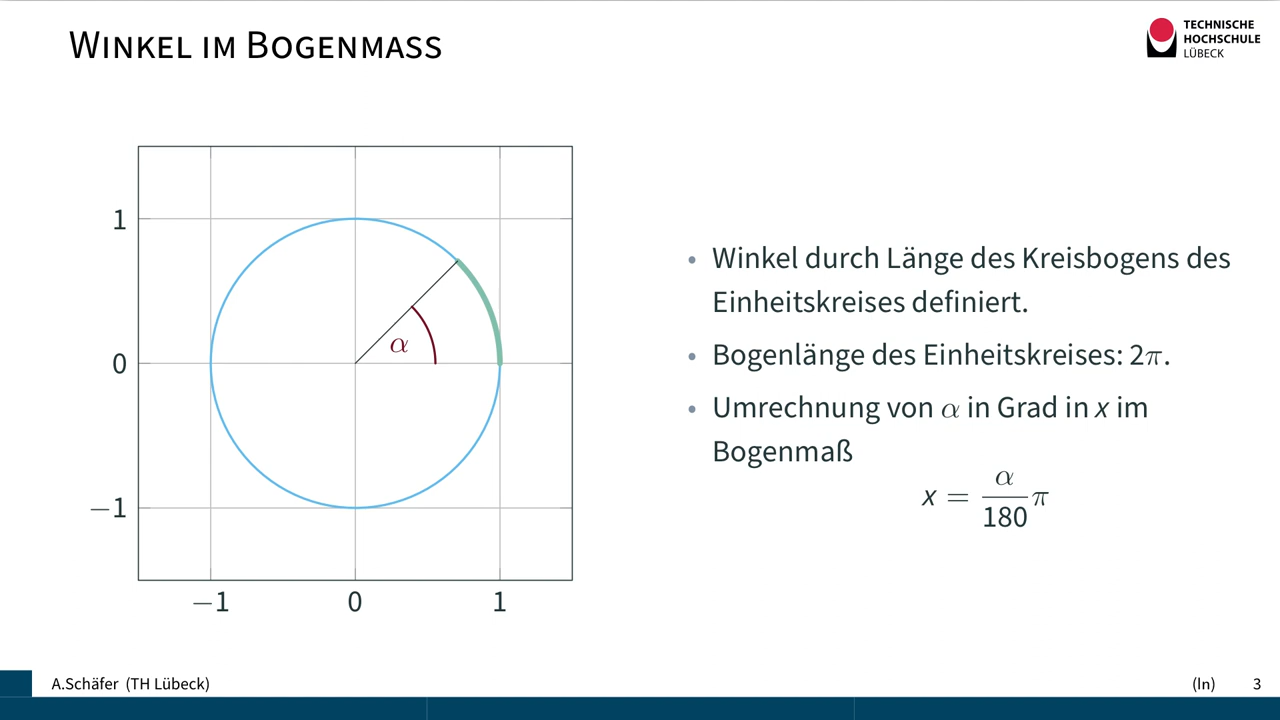 WINKEL IM BOGENMASS
TECHNISCHE
HOCHSCHULE
LÜBECK
1
0
−1
−1 0 1
α
• Winkel durch Länge des Kreisbogens des
Einheitskreises definiert.
• Bogenlänge des Einheitskreises: 2π.
• Umrechnung von α in Grad in x im
Bogenmaß
x = α/180 π
A.Schäfer (TH Lübeck) (In) 3